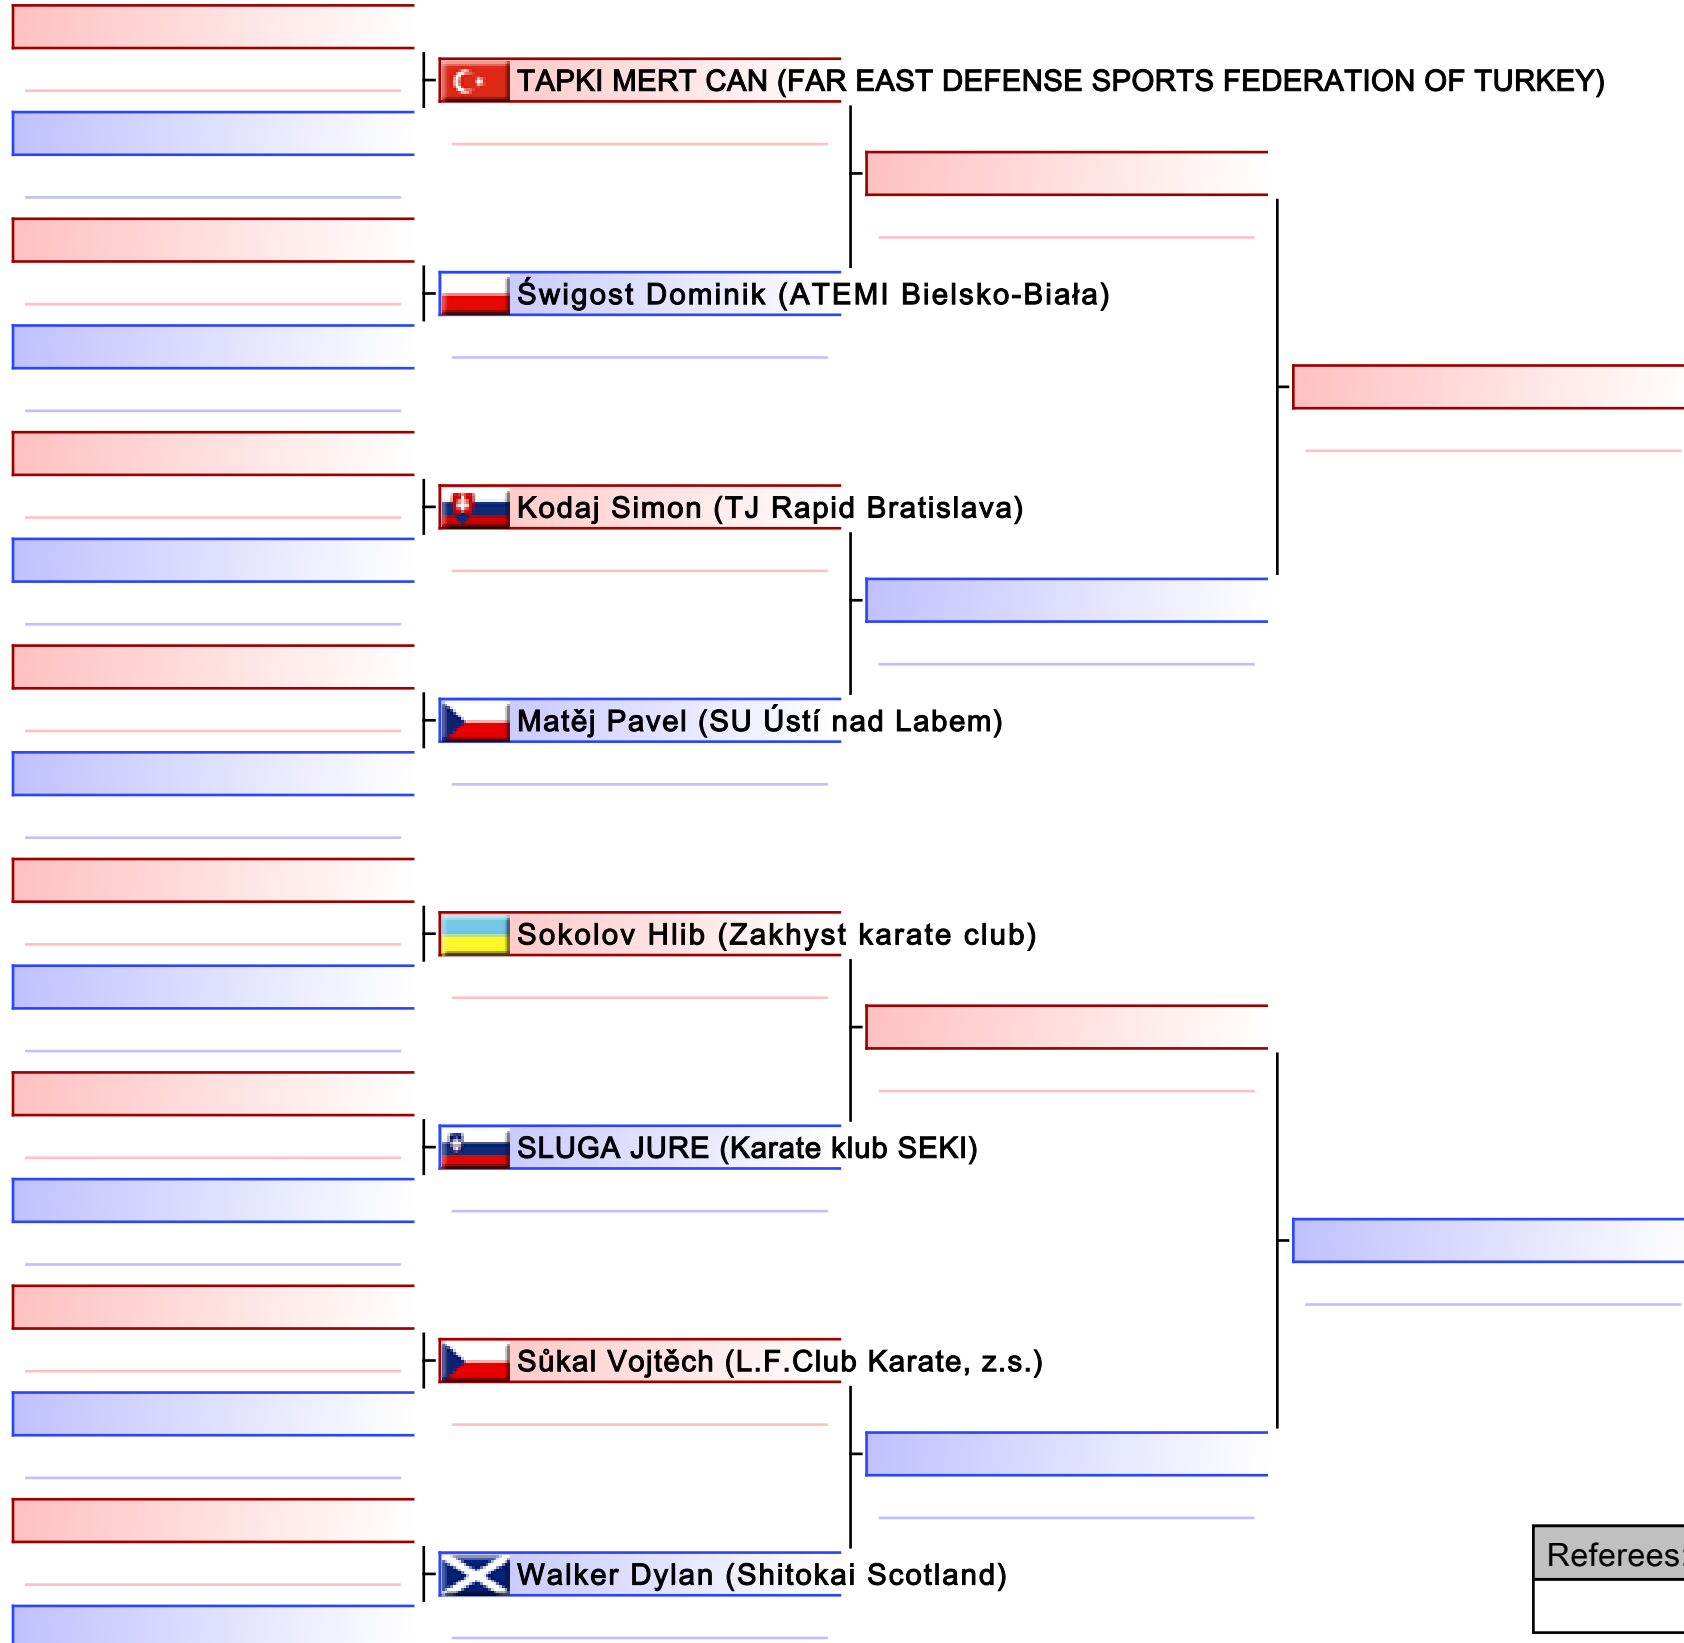 TAPKI MERT CAN (FAR EAST DEFENSE SPORTS FEDERATION OF TURKEY)
Świgost Dominik (ATEMI Bielsko-Biała)
Kodaj Simon (TJ Rapid Bratislava)
Matěj Pavel (SU Ústí nad Labem)
Sokolov Hlib (Zakhyst karate club)
SLUGA JURE (Karate klub SEKI)
Sůkal Vojtěch (L.F.Club Karate, z.s.)
Walker Dylan (Shitokai Scotland)
Referees: